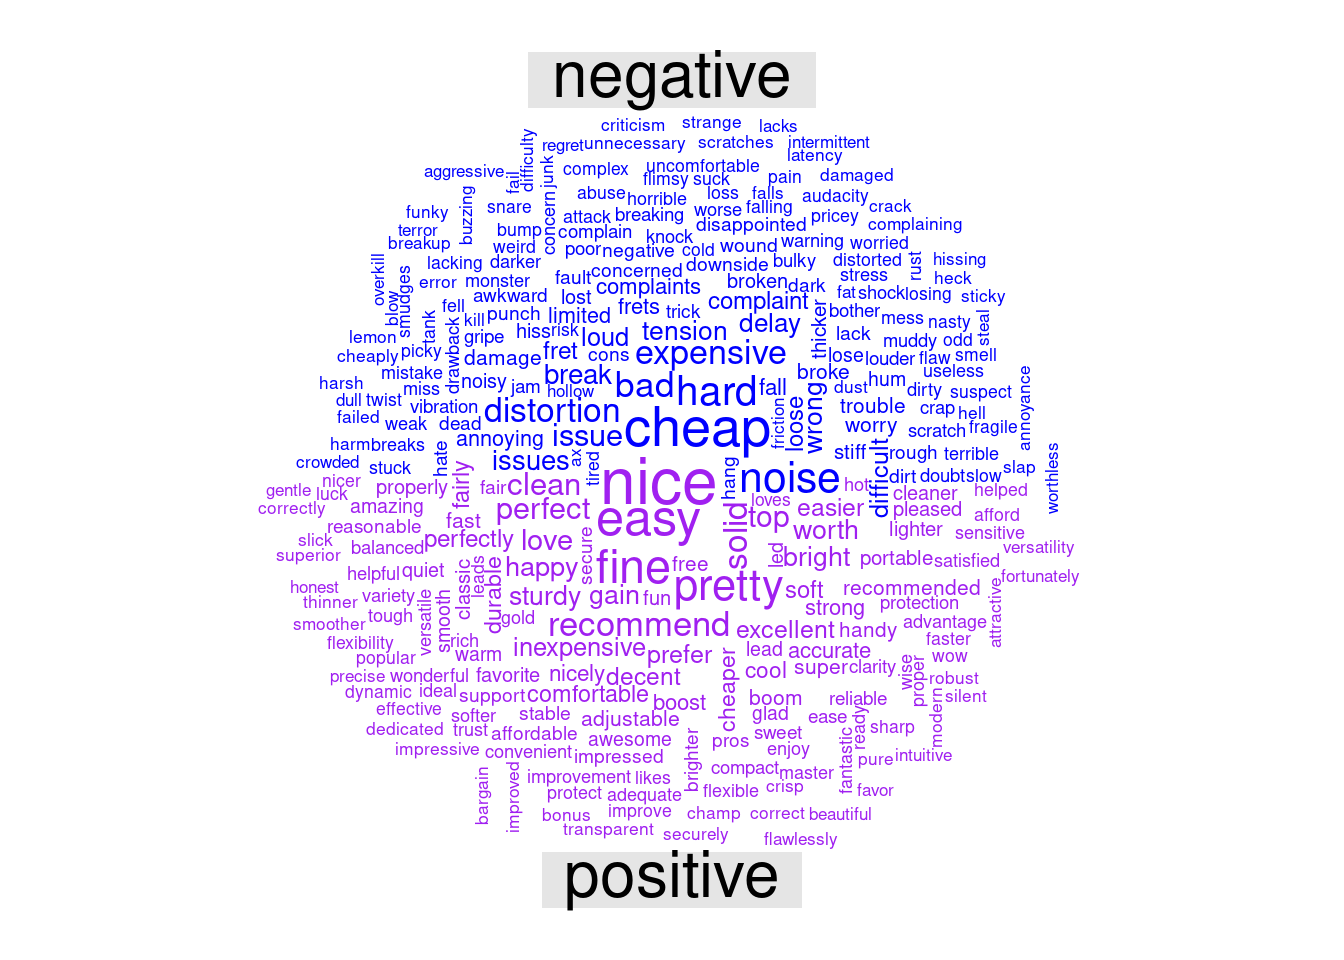 negative
criticism strange lacks
difficulty regret unnecessary scratches intermittent
latency
aggressive fail junk complex uncomfortable
flimsy suck pain damaged
abuse horrible loss falls audacity
funky buzzing snare concern attack breaking worse falling pricey crack
terror bump complain knock disappointed complaining
breakup weird poor negative cold wound warning worried
overkill lacking darker fault concerned downside bulky distorted rust hissing
error monster complaints broken dark stress heck
blow smudges fell awkward lost frets trick complaint fat shock losing sticky
tank kill punch limited thicker bother mess nasty steal
lemon drawback gripe hiss risk loud tension delay lack muddy odd
cheaply picky damage fret cons expensive lose louder flaw smell
mistake noisy jam break hollow bad hard fall broke useless
harsh miss dust hum dirty suspect annoyance
dull twist vibration distortion cheap friction loose wrong trouble crap hell
failed weak dead issue worry scratch fragile
harm breaks hate annoying stiff difficult rough terrible
crowded stuck issues ax tired nice hang noise dirt doubt slow slap worthless
gentle nicer luck properly fairly fair clean hot cleaner helped
correctly amazing perfect easy solid loves top easier pleased afford
slick reasonable fast secure worth lighter sensitive
superior balanced perfectly love fine led bright portable satisfied versatility
honest helpful quiet classic leads durable happy free pretty soft recommended fortunately
thinner variety versatile smooth sturdy gain fun strong protection attractive
smoother tough gold recommend excellent handy advantage
flexibility rich inexpensive prefer lead accurate faster
popular warm cheaper cool super clarity wise wow
precise wonderful favorite nicely decent proper robust
dynamic ideal support comfortable boost boom reliable modern silent
effective softer stable adjustable glad ease ready
dedicated trust affordable awesome brighter pros sweet fantastic sharp
impressive convenient impressed enjoy pure intuitive
bargain improved improvement likes compact master
protect adequate flexible crisp favor
bonus improve champ correct beautiful
transparent securely flawlessly
positive